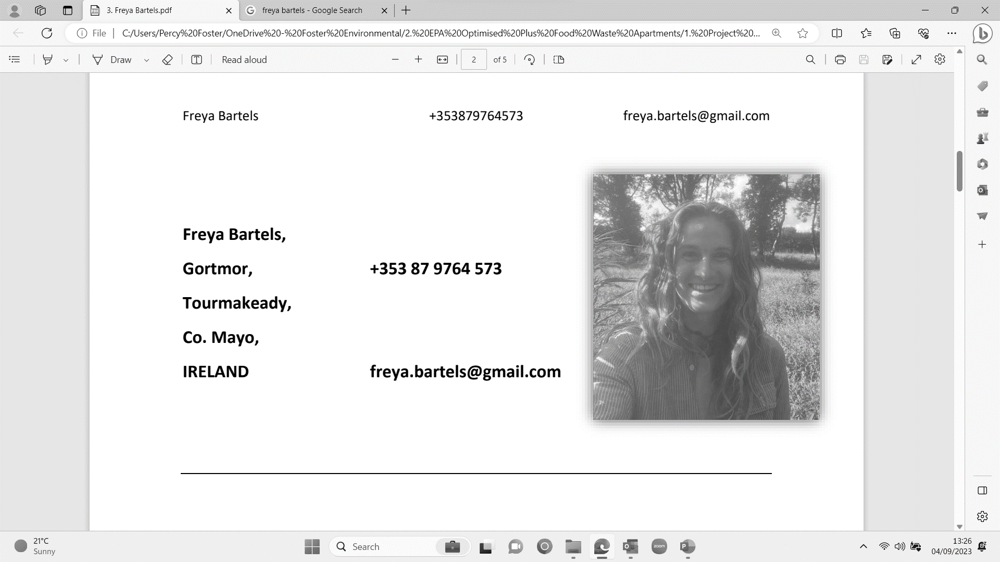 3. Freya Bartels.pdf
freya bartels - Google Search
File
C:/Users/Percy%20Foster/OneDrive%20-%20Foster%20Environmental/2.%20EPA%20Optimised%20Plus%20Food%20Waste%20Apartments/1.%20Project%20...
Draw
Read aloud
2 of 5
Freya Bartels +353879764573 freya.bartels@gmail.com
Freya Bartels,
Gortmor, +353 87 9764 573
Tourmakeady,
Co. Mayo,
IRELAND freya.bartels@gmail.com
21°C
Sunny
Search
zoom
13:26
04/09/2023